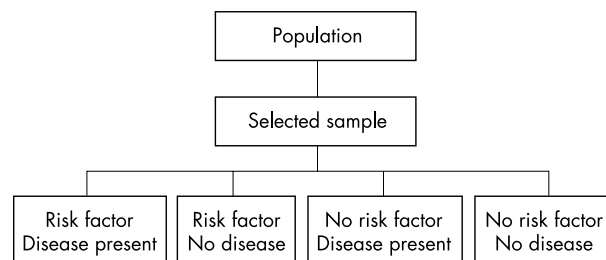 Population
Selected sample
Risk factor
Disease present
Risk factor
No disease
No risk factor
Disease present
No risk factor
No disease